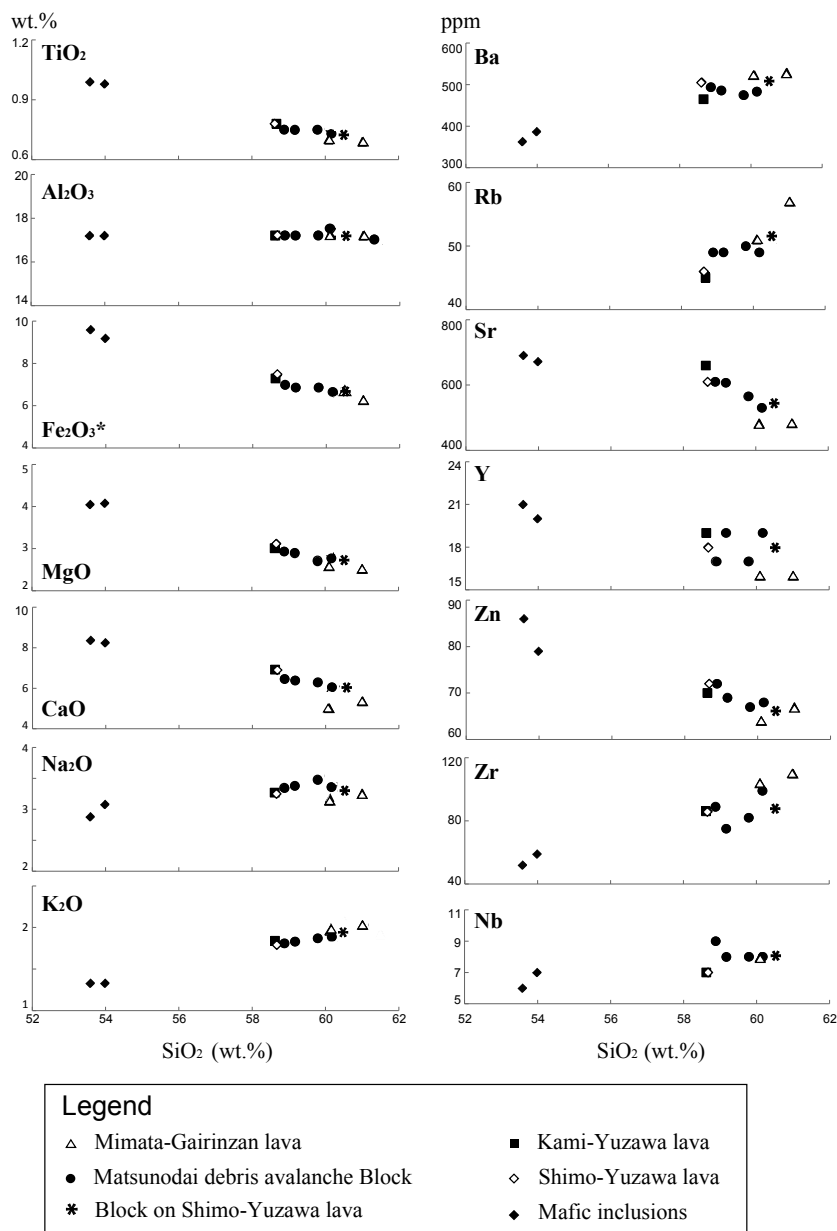 wt.%
TiO₂
1.2
0.9
0.6
Al₂O₃
20
18
16
14
Fe₂O₃*
10
8
6
4
MgO
5
4
3
2
CaO
10
8
6
4
Na₂O
4
3
2
K₂O
2
1
52 54 56 58 60 62
SiO₂ (wt.%)
ppm
Ba
600
500
400
300
Rb
60
50
40
Sr
800
600
400
Y
24
21
18
15
Zn
90
80
70
60
Zr
120
80
40
Nb
11
9
7
5
52 54 56 58 60 62
SiO₂ (wt.%)
Legend
Mimata-Gairinzan lava
Matsunodai debris avalanche Block
Block on Shimo-Yuzawa lava
Kami-Yuzawa lava
Shimo-Yuzawa lava
Mafic inclusions